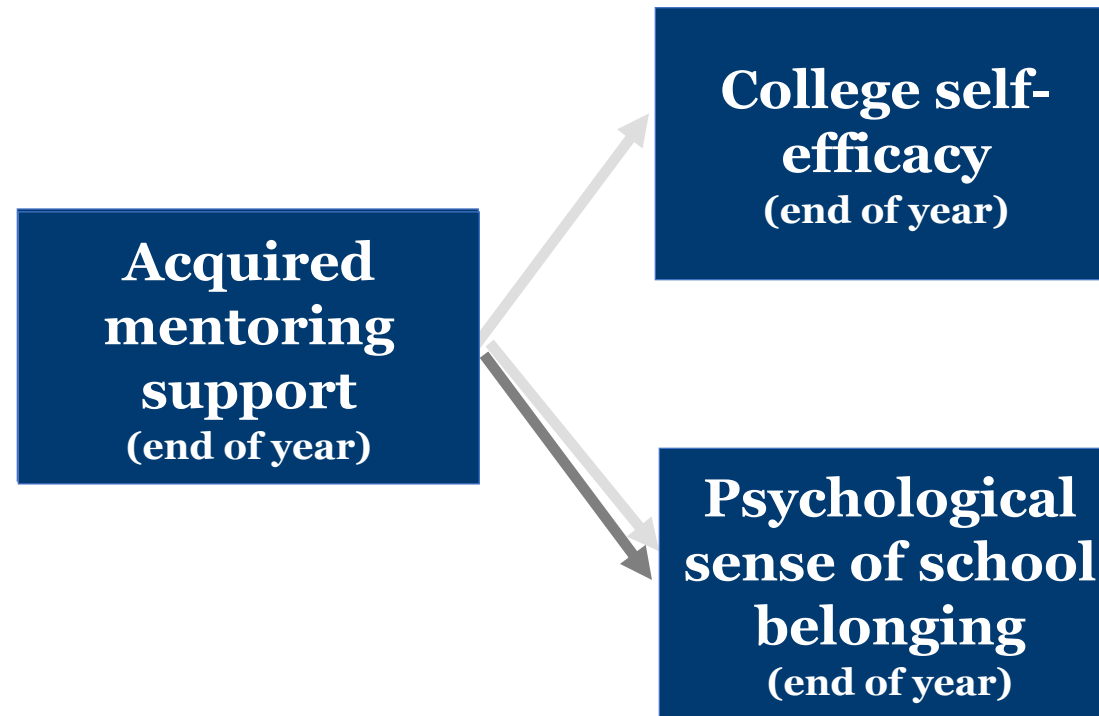 College self-
efficacy
(end of year)
Acquired
mentoring
support
(end of year)
Psychological
sense of school
belonging
(end of year)